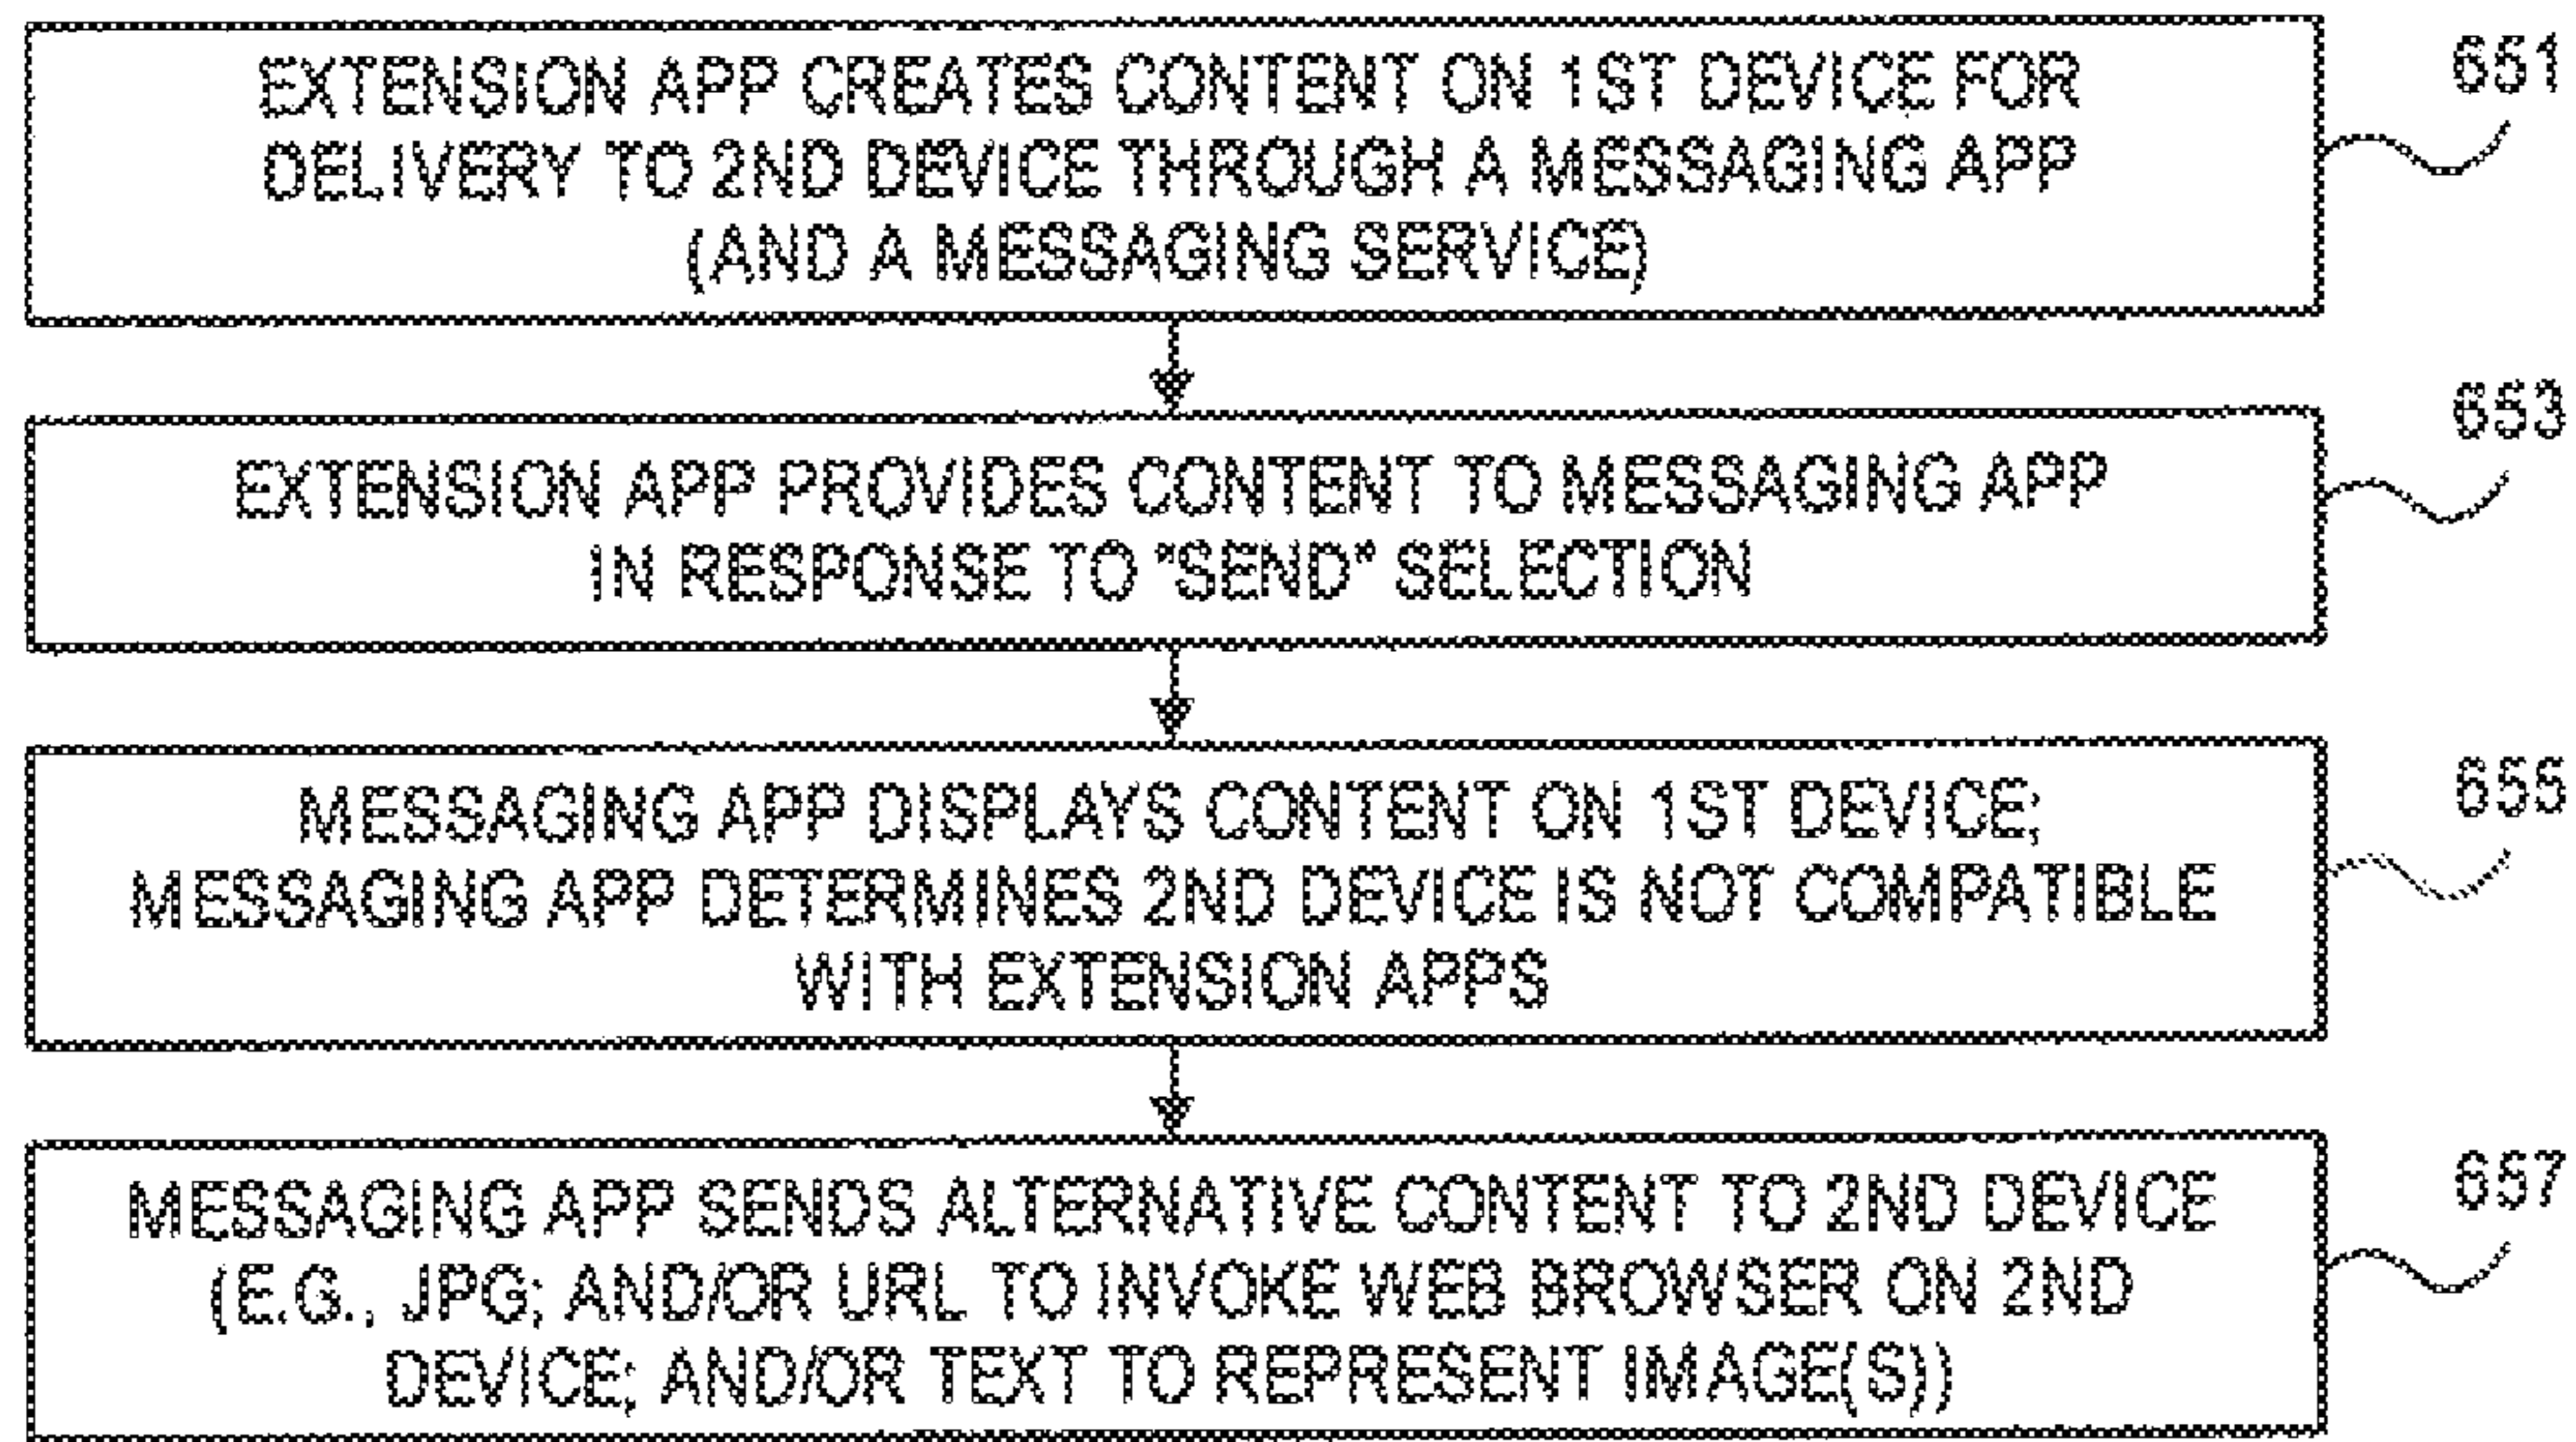 EXTENSION APP CREATES CONTENT ON 1ST DEVICE FOR
DELIVERY TO 2ND DEVICE THROUGH A MESSAGING APP
(AND A MESSAGING SERVICE)
651
EXTENSION APP PROVIDES CONTENT TO MESSAGING APP
IN RESPONSE TO "SEND" SELECTION
653
MESSAGING APP DISPLAYS CONTENT ON 1ST DEVICE;
MESSAGING APP DETERMINES 2ND DEVICE IS NOT COMPATIBLE
WITH EXTENSION APPS
655
MESSAGING APP SENDS ALTERNATIVE CONTENT TO 2ND DEVICE
(E.G., JPG; AND/OR URL TO INVOKE WEB BROWSER ON 2ND
DEVICE; AND/OR TEXT TO REPRESENT IMAGE(S))
657